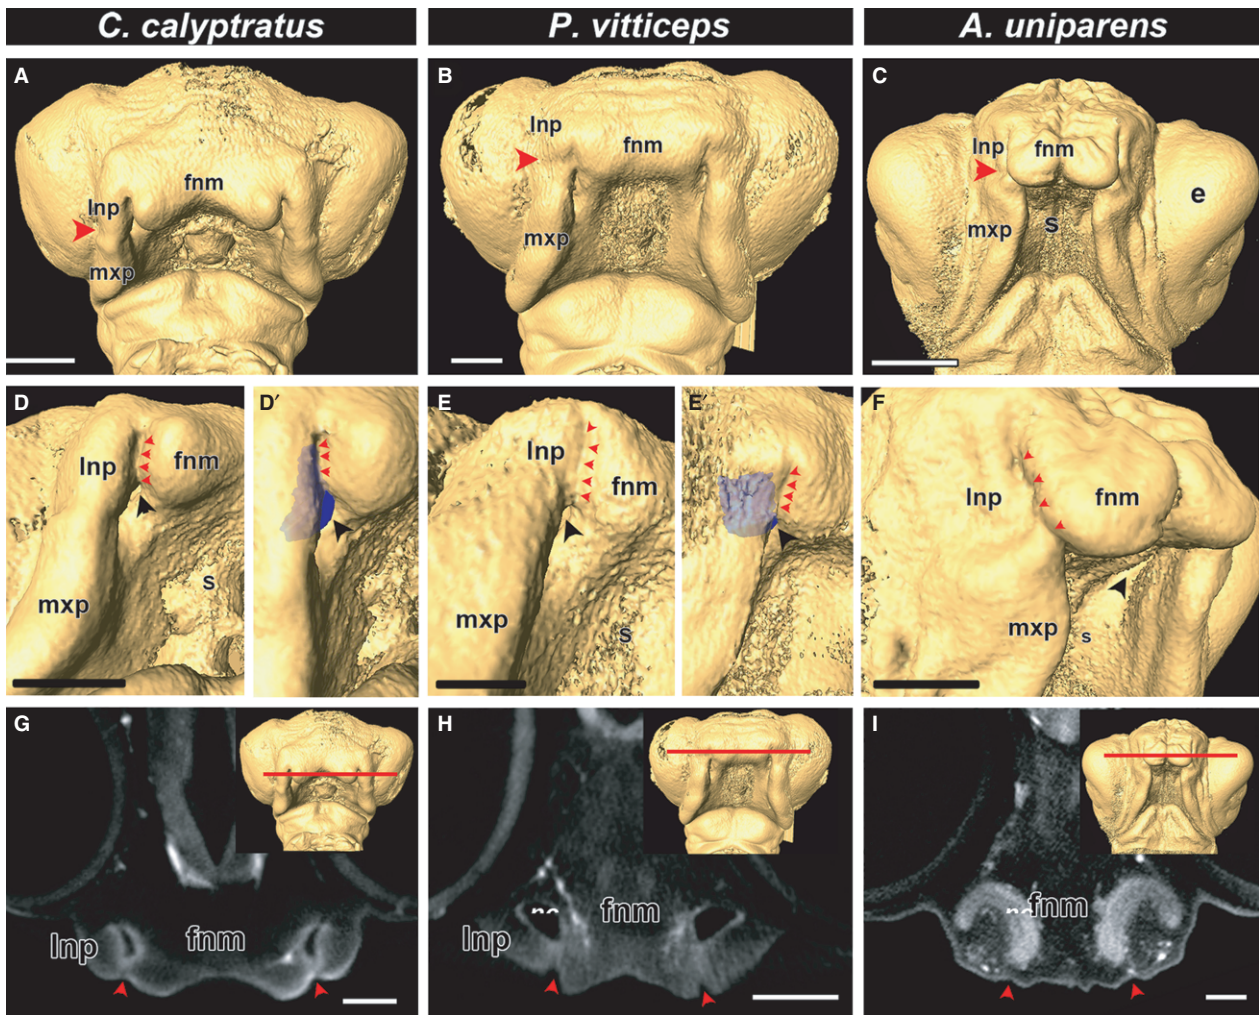 C. calyptratus
P. vitticeps
A. uniparens
A
fnm
lnp
mxp
B
lnp
fnm
mxp
C
lnp
fnm
e
s
mxp
D
lnp
fnm
s
mxp
D′
E
lnp
fnm
mxp
s
E′
F
lnp
fnm
mxp
s
G
lnp
fnm
H
lnp
fnm
I
fnm